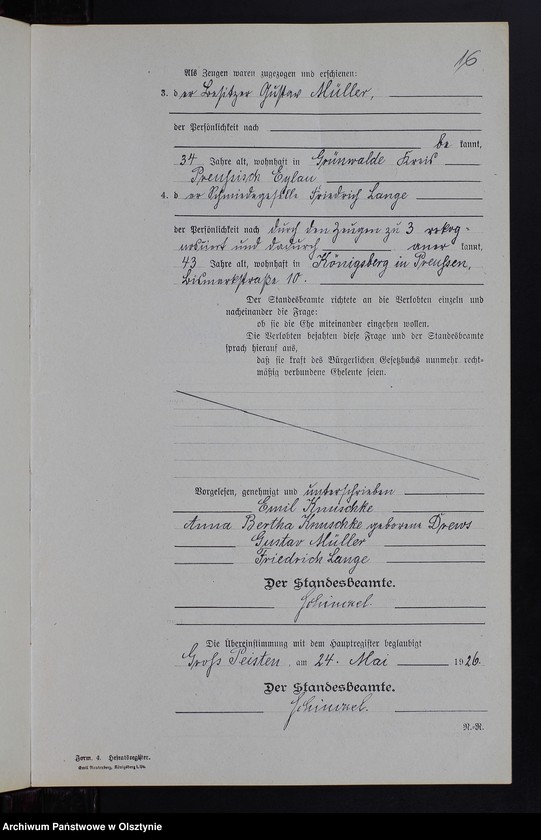 16
Als Zeugen waren zugezogen und erschienen:
3. d er Besitzer Gustav Müller,
der Persönlichkeit nach
be kannt,
34 Jahre alt, wohnhaft in Grünwalde Kreis
Preußisch Eylau
4. d er Schmiedegeselle Friedrich Lange
der Persönlichkeit nach durch den Zeugen zu 3 rekog-
nosziert und dadurch aner kannt,
43 Jahre alt, wohnhaft in Königsberg in Preußen,
Bismarkstraße 10.
Der Standesbeamte richtete an die Verlobten einzeln und
nacheinander die Frage:
ob sie die Ehe miteinander eingehen wollen.
Die Verlobten bejahten diese Frage und der Standesbeamte
sprach hierauf aus,
daß sie kraft des Bürgerlichen Gesetzbuchs nunmehr recht-
mäßig verbundene Eheleute seien.
Vorgelesen, genehmigt und unterschrieben
Emil Knuschke
Anna Bertha Knuschke geborene Drews
Gustav Müller
Friedrich Lange
Der Standesbeamte.
Die Übereinstimmung mit dem Hauptregister beglaubigt
Groß Peisten, am 24. Mai 1926.
Der Standesbeamte.
R.-R.
Form. 4. Heiratsregister.
Archiwum Państwowe w Olsztynie